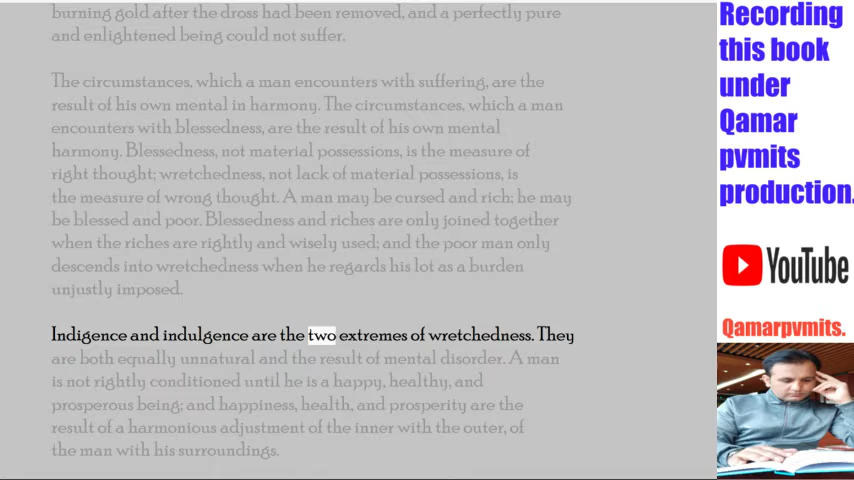 burning gold after the dross had been removed, and a perfectly pure
and enlightened being could not suffer.
The circumstances, which a man encounters with suffering, are the
result of his own mental in harmony. The circumstances, which a man
encounters with blessedness, are the result of his own mental
harmony. Blessedness, not material possessions, is the measure of
right thought; wretchedness, not lack of material possessions, is
the measure of wrong thought. A man may be cursed and rich; he may
be blessed and poor. Blessedness and riches are only joined together
when the riches are rightly and wisely used; and the poor man only
descends into wretchedness when he regards his lot as a burden
unjustly imposed.
Indigence and indulgence are the two extremes of wretchedness. They
are both equally unnatural and the result of mental disorder. A man
is not rightly conditioned until he is a happy, healthy, and
prosperous being; and happiness, health, and prosperity are the
result of a harmonious adjustment of the inner with the outer, of
the man with his surroundings.
Recording
this book
under
Qamar
pvmits
production.
YouTube
Qamarpvmits.